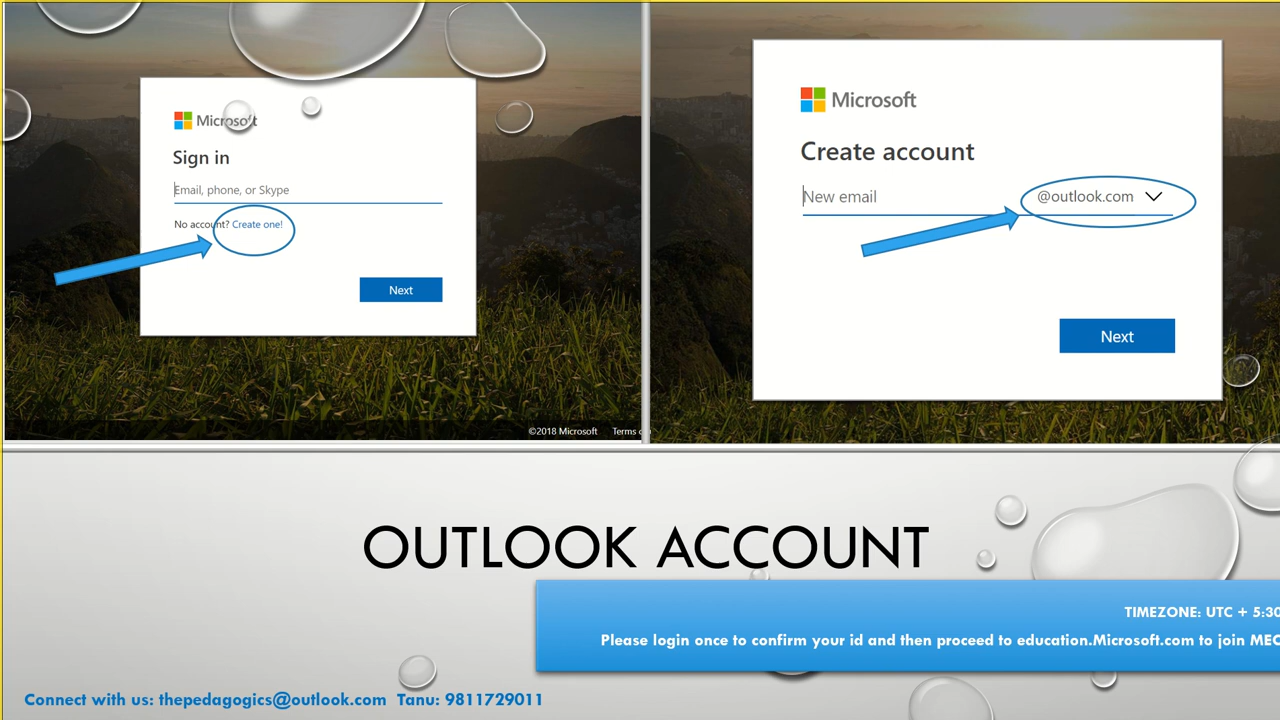 Microsoft
Sign in
Email, phone, or Skype
No account? Create one!
Next
©2018 Microsoft Terms o
Microsoft
Create account
New email @outlook.com
Next
OUTLOOK ACCOUNT
TIMEZONE: UTC + 5:30
Please login once to confirm your id and then proceed to education.Microsoft.com to join MEC
Connect with us: thepedagogics@outlook.com Tanu: 9811729011